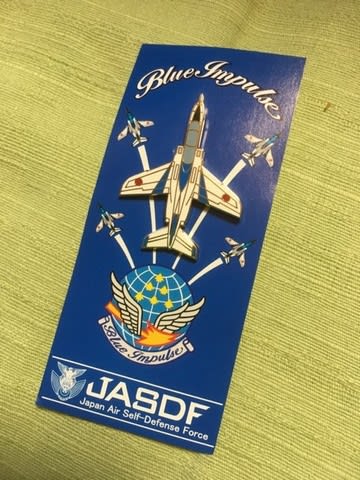 Blue Impulse
Blue Impulse
JASDF
Japan Air Self-Defense Force